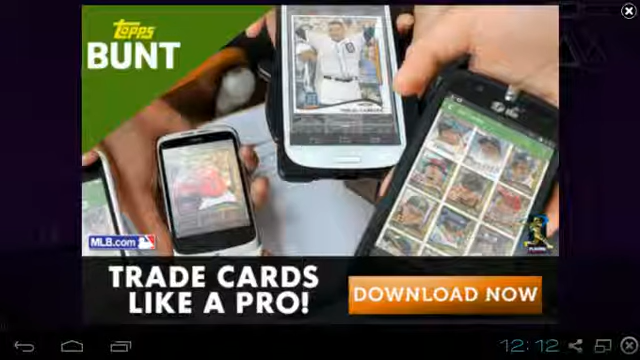 topps
BUNT
MLB.com
TRADE CARDS
LIKE A PRO!
DOWNLOAD NOW
12:12